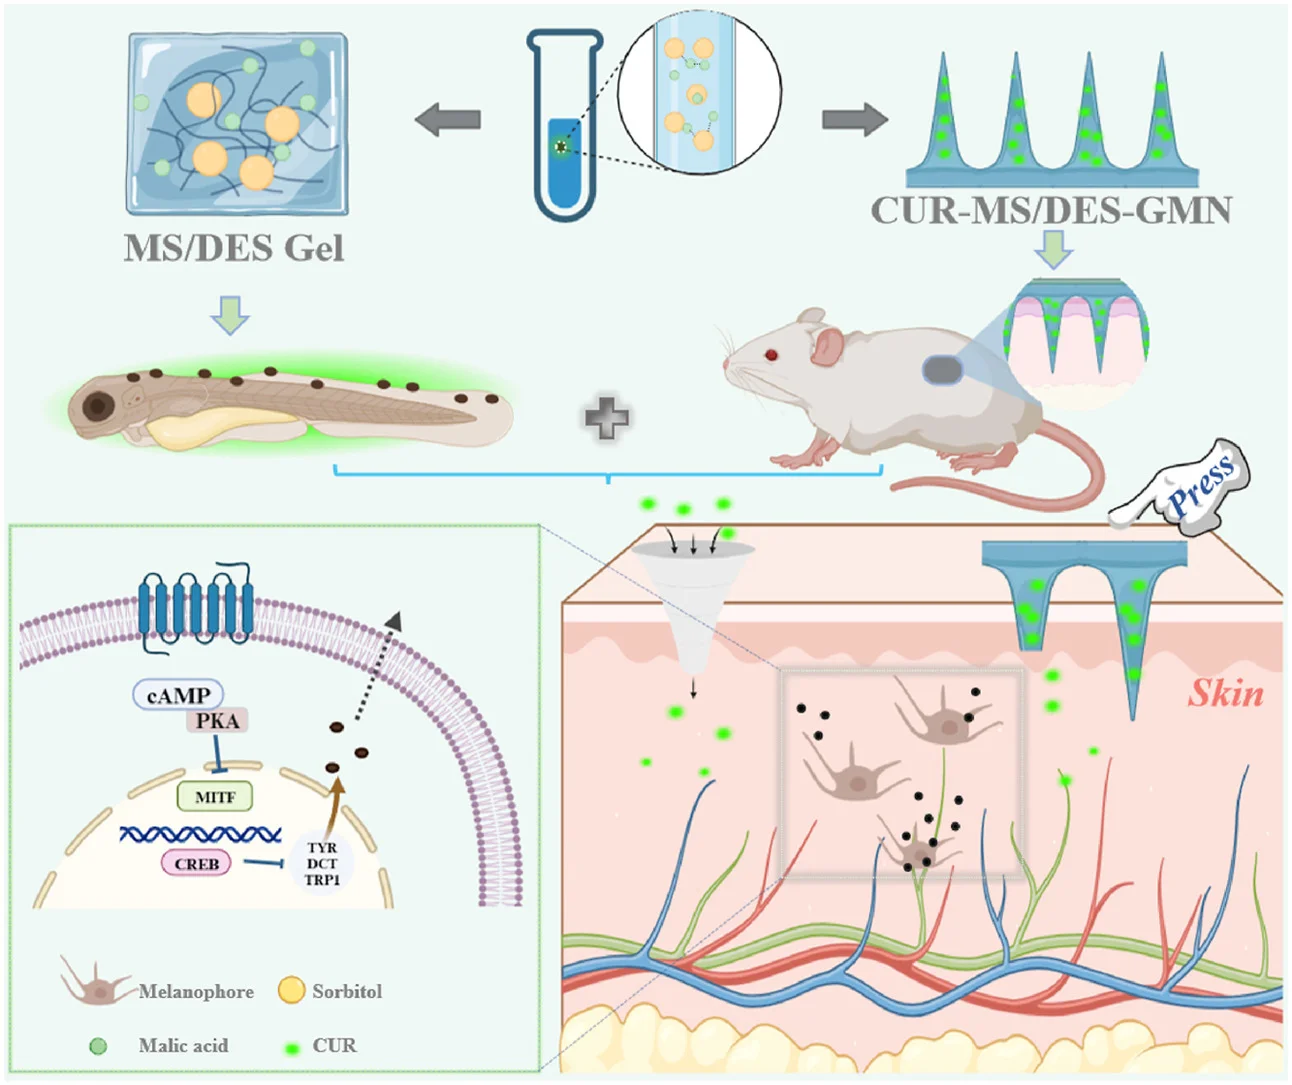 MS/DES Gel
CUR-MS/DES-GMN
Press
Skin
cAMP
PKA
MITF
CREB
TYR
DCT
TRP1
Melanophore
Sorbitol
Malic acid
CUR